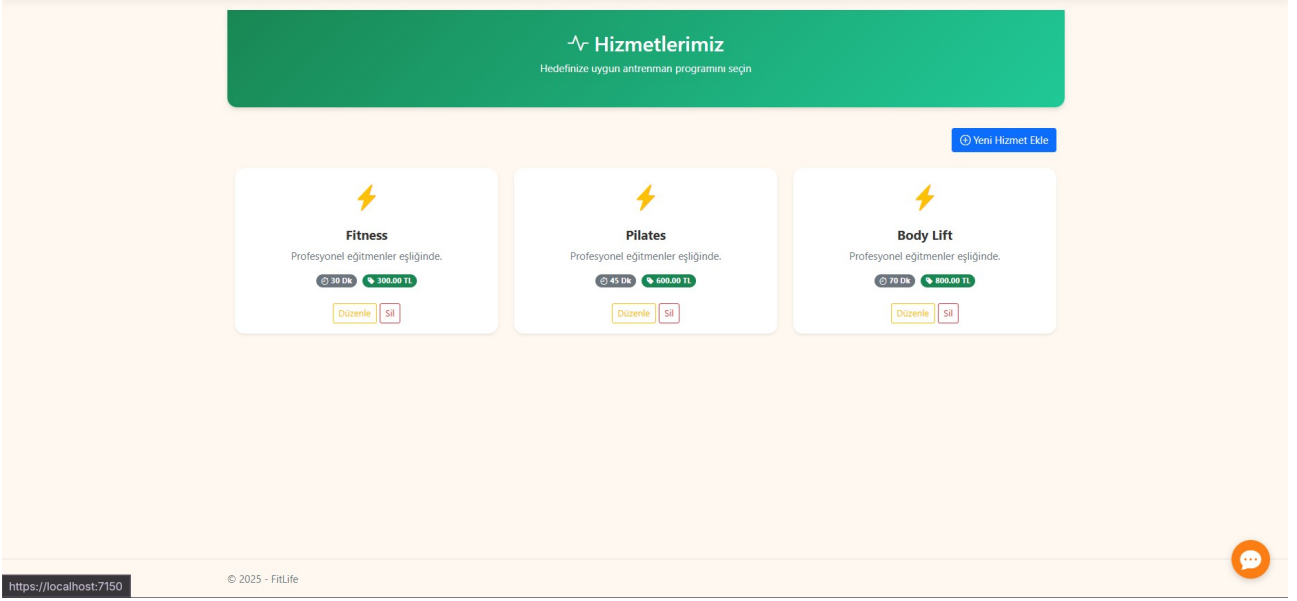 Hizmetlerimiz
Hedefinize uygun antrenman programını seçin
Yeni Hizmet Ekle
Fitness
Profesyonel eğitmenler eşliğinde.
30 Dk 300.00 TL
Düzenle Sil
Pilates
Profesyonel eğitmenler eşliğinde.
45 Dk 600.00 TL
Düzenle Sil
Body Lift
Profesyonel eğitmenler eşliğinde.
70 Dk 800.00 TL
Düzenle Sil
© 2025 - FitLife
https://localhost:7150